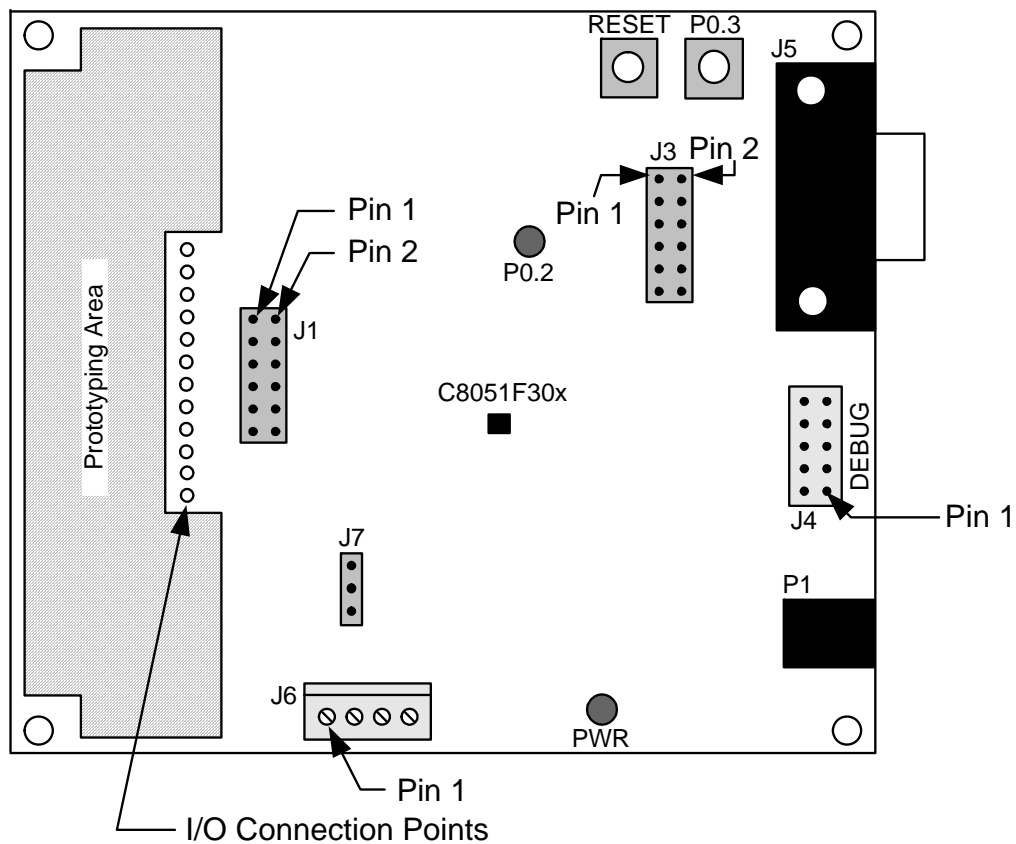 RESET
P0.3
J5
J3
Pin 2
Pin 1
Pin 1
Pin 2
P0.2
J1
Prototyping Area
C8051F30x
DEBUG
J4
Pin 1
J7
P1
J6
PWR
Pin 1
I/O Connection Points